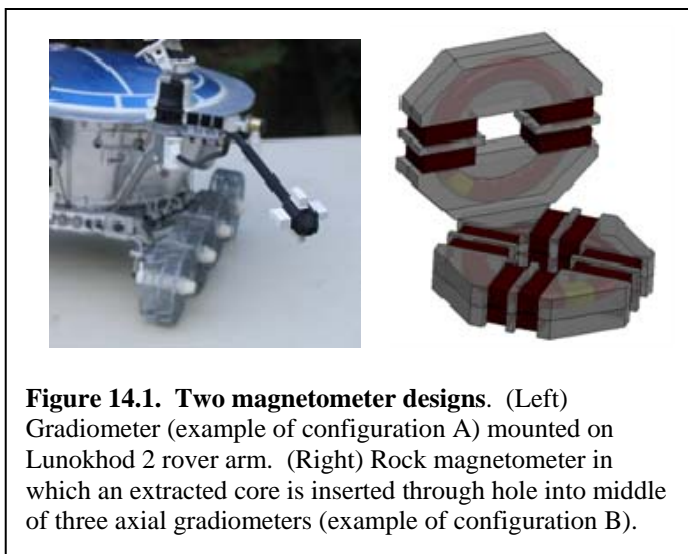 Figure 14.1. Two magnetometer designs. (Left)
Gradiometer (example of configuration A) mounted on
Lunokhod 2 rover arm. (Right) Rock magnetometer in
which an extracted core is inserted through hole into middle
of three axial gradiometers (example of configuration B).